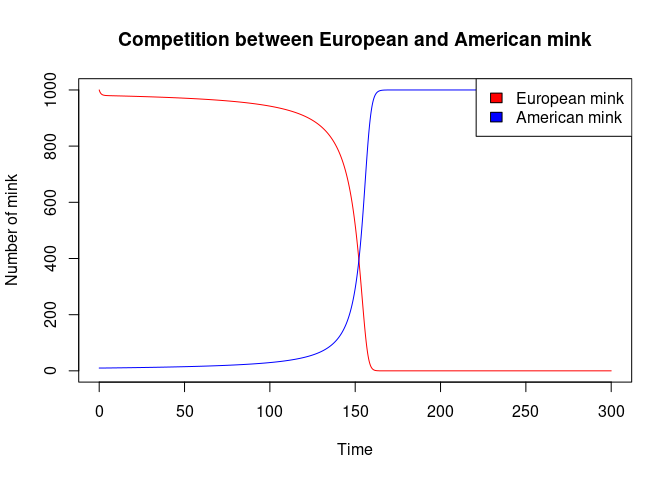 Competition between European and American mink
European mink
American mink
Number of mink
1000
800
600
400
200
0
0 50 100 150 200 250 300
Time